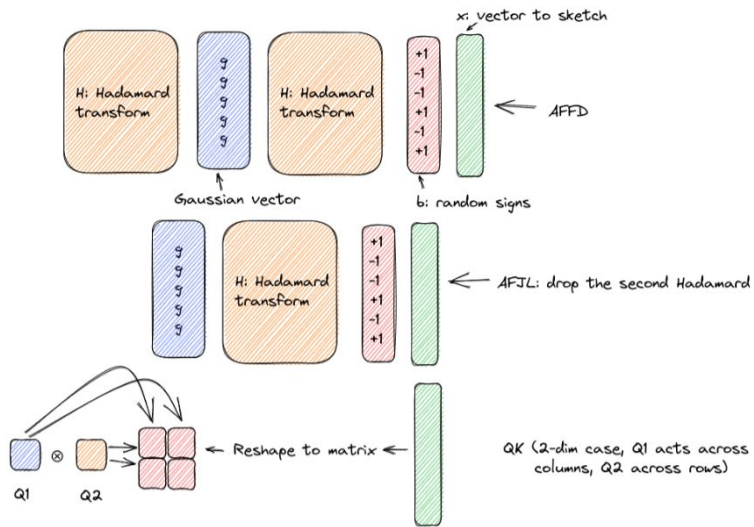 x: vector to sketch
H: Hadamard
transform
g
g
g
g
g
H: Hadamard
transform
+1
-1
-1
+1
-1
+1
AFFD
Gaussian vector
b: random signs
g
g
g
g
g
H: Hadamard
transform
+1
-1
-1
+1
-1
+1
AFJL: drop the second Hadamard
Q1
⊗
Q2
Reshape to matrix
QK (2-dim case, Q1 acts across
columns, Q2 across rows)